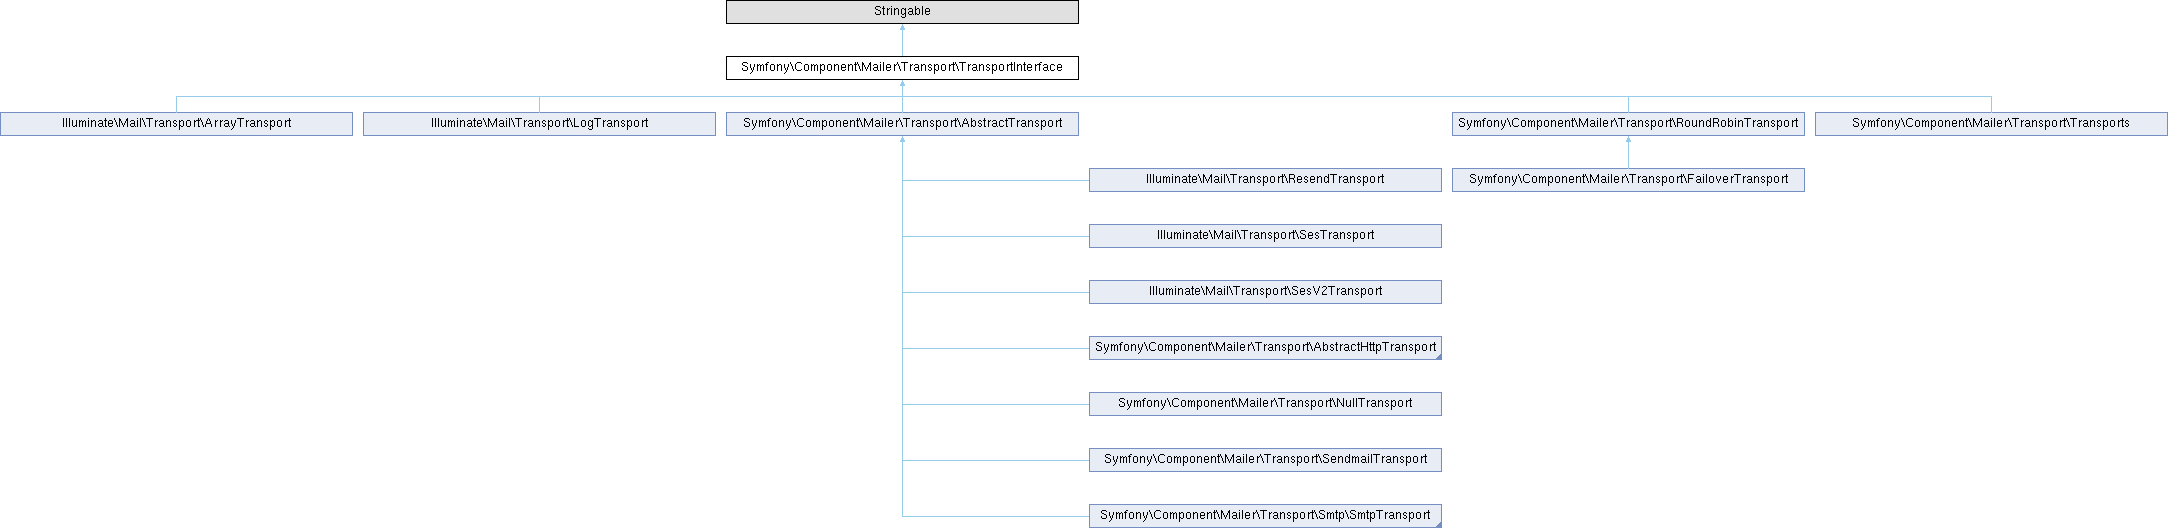 Stringable
Symfony\Component\Mailer\Transport\TransportInterface
Illuminate\Mail\Transport\ArrayTransport
Illuminate\Mail\Transport\LogTransport
Symfony\Component\Mailer\Transport\AbstractTransport
Symfony\Component\Mailer\Transport\RoundRobinTransport
Symfony\Component\Mailer\Transport\Transports
Illuminate\Mail\Transport\ResendTransport
Symfony\Component\Mailer\Transport\FailoverTransport
Illuminate\Mail\Transport\SesTransport
Illuminate\Mail\Transport\SesV2Transport
Symfony\Component\Mailer\Transport\AbstractHttpTransport
Symfony\Component\Mailer\Transport\NullTransport
Symfony\Component\Mailer\Transport\SendmailTransport
Symfony\Component\Mailer\Transport\Smtp\SmtpTransport